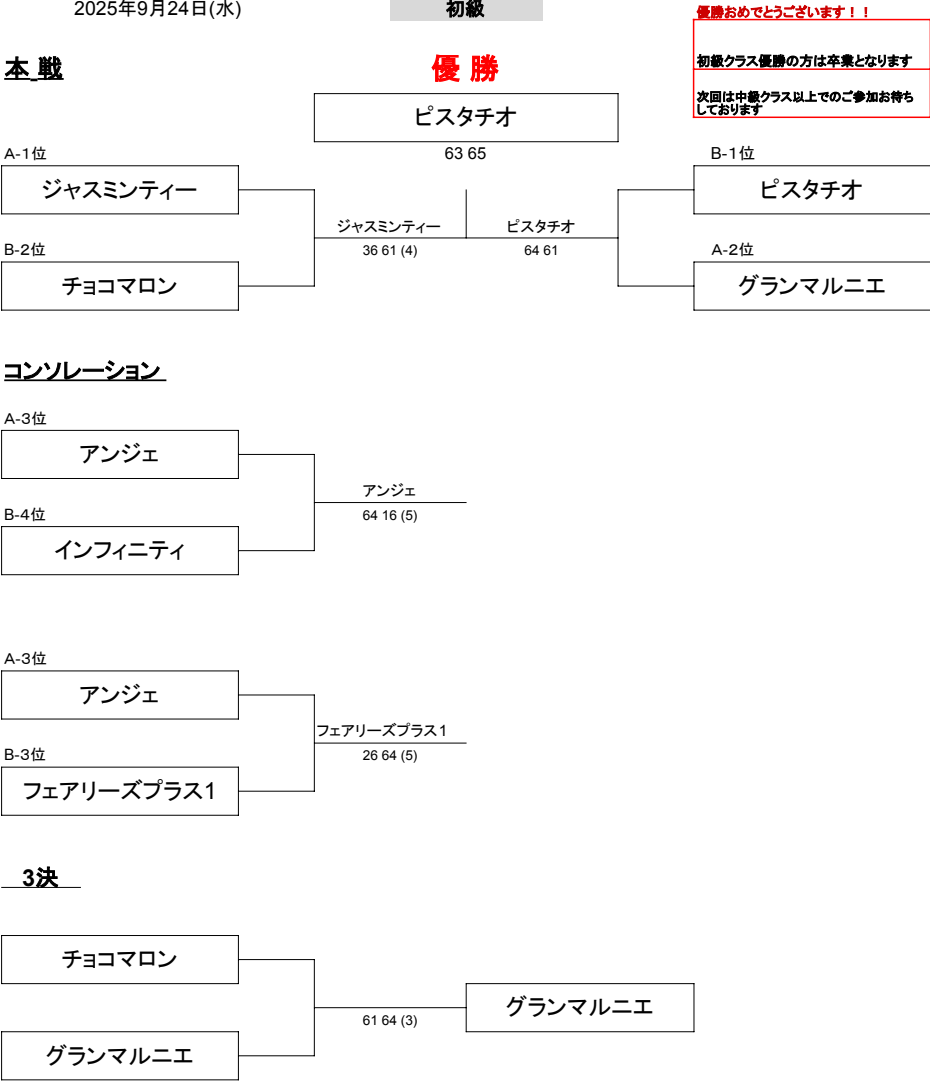 2025年9月24日(水)
初級
優勝おめでとうございます！！
初級クラス優勝の方は卒業となります
次回は中級クラス以上でのご参加お待ち
しております
本 戦
優 勝
ピスタチオ
63 65
A-1位
ジャスミンティー
B-1位
ピスタチオ
ジャスミンティー
36 61 (4)
ピスタチオ
64 61
B-2位
チョコマロン
A-2位
グランマルニエ
コンソレーション
A-3位
アンジェ
アンジェ
64 16 (5)
B-4位
インフィニティ
A-3位
アンジェ
フェアリーズプラス1
26 64 (5)
B-3位
フェアリーズプラス1
3決
チョコマロン
グランマルニエ
61 64 (3)
グランマルニエ